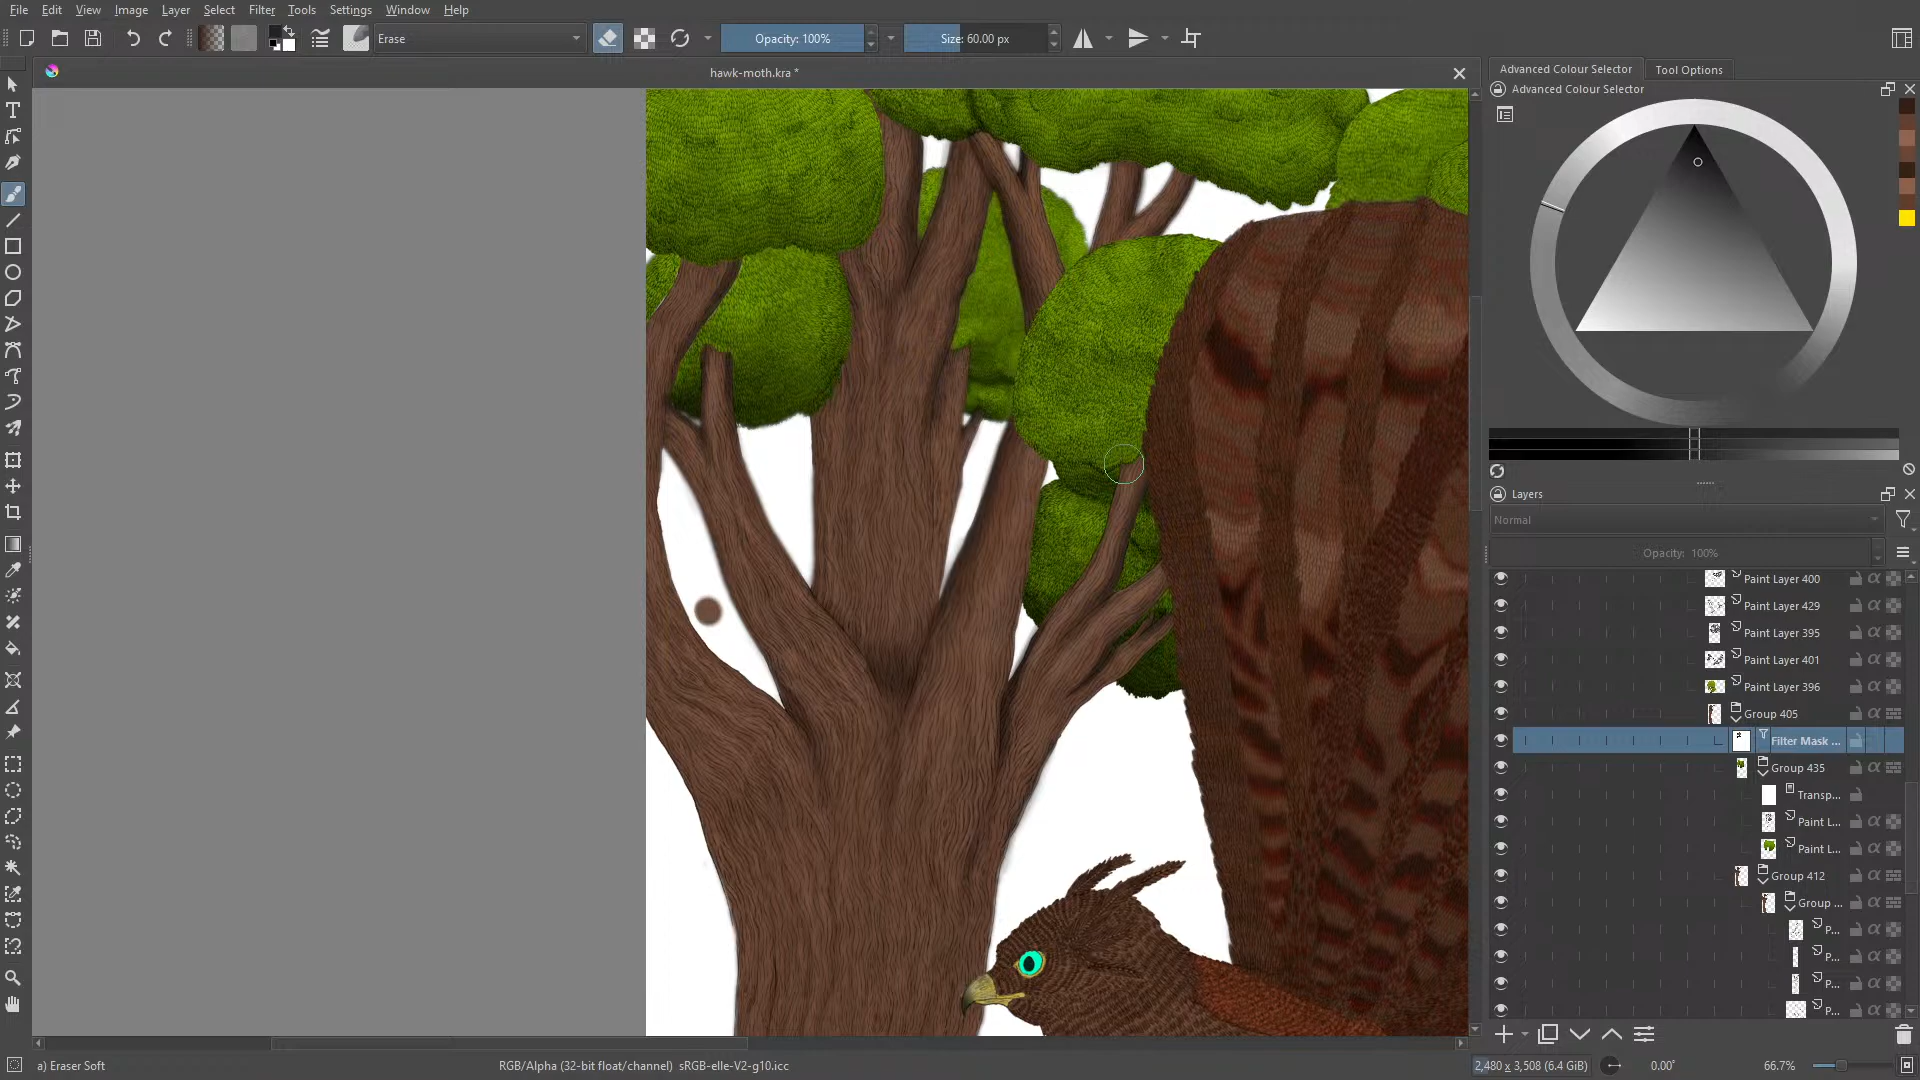 File Edit View Image Layer Select Filter Tools Settings Window Help
Erase Opacity: 100% Size: 60.00 px
hawk-moth.kra *
Advanced Colour Selector Tool Options
Advanced Colour Selector
Layers
Normal
Opacity: 100%
Paint Layer 400
Paint Layer 429
Paint Layer 395
Paint Layer 401
Paint Layer 396
Group 405
Filter Mask ...
Group 435
Transp...
Paint L...
Paint L...
Group 412
Group ...
P...
P...
P...
P...
a) Eraser Soft RGB/Alpha (32-bit float/channel) sRGB-elle-V2-g10.icc 2,480 x 3,508 (6.4 GiB) 0.00° 66.7%